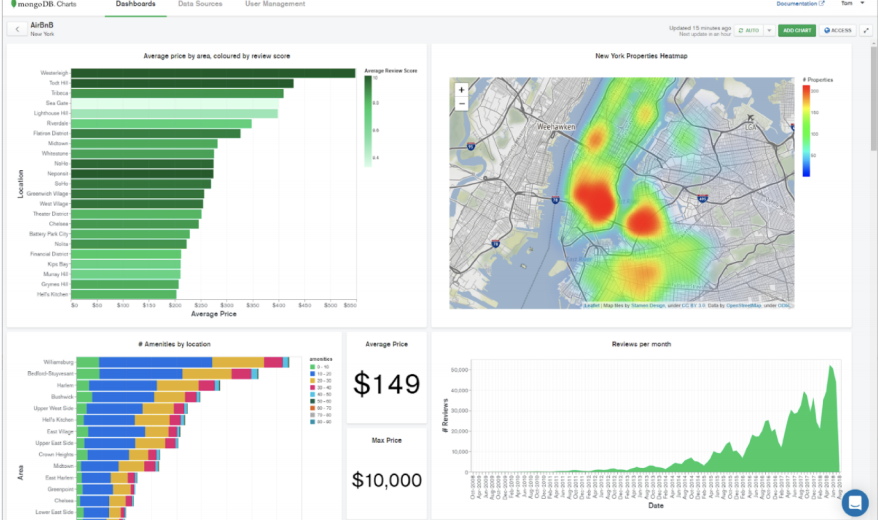 mongoDB. Charts
Dashboards
Data Sources
User Management
Documentation
Tom
AirBnB
New York
Updated 15 minutes ago
Next update in an hour
AUTO
ADD CHART
ACCESS
Average price by area, coloured by review score
Location
Westerleigh
Todt Hill
Tribeca
Sea Gate
Lighthouse Hill
Riverdale
Flatiron District
Midtown
Whitestone
NoHo
Neponsit
SoHo
Greenwich Village
West Village
Theater District
Chelsea
Battery Park City
Nolita
Financial District
Kips Bay
Murray Hill
Hell's Kitchen
$0 $50 $100 $150 $200 $250 $300 $350 $400 $450 $500 $550
Average Price
Average Review Score
10
New York Properties Heatmap
+
−
Weehawken
LGA
Leaflet | Map tiles by Stamen Design, under CC BY 3.0. Data by OpenStreetMap, under ODbL
# Properties
200
150
100
50
# Amenities by location
Area
Williamsburg
Bedford-Stuyvesant
Harlem
Bushwick
Upper West Side
Hell's Kitchen
East Village
Upper East Side
Crown Heights
Midtown
East Harlem
Greenpoint
Chelsea
Lower East Side
amenities
0 - 10
10 - 20
20 - 30
30 - 40
40 - 50
50 - 60
60 - 70
70 - 80
80 - 90
Average Price
$149
Max Price
$10,000
Reviews per month
# Reviews
50,000
40,000
30,000
20,000
10,000
0
Date